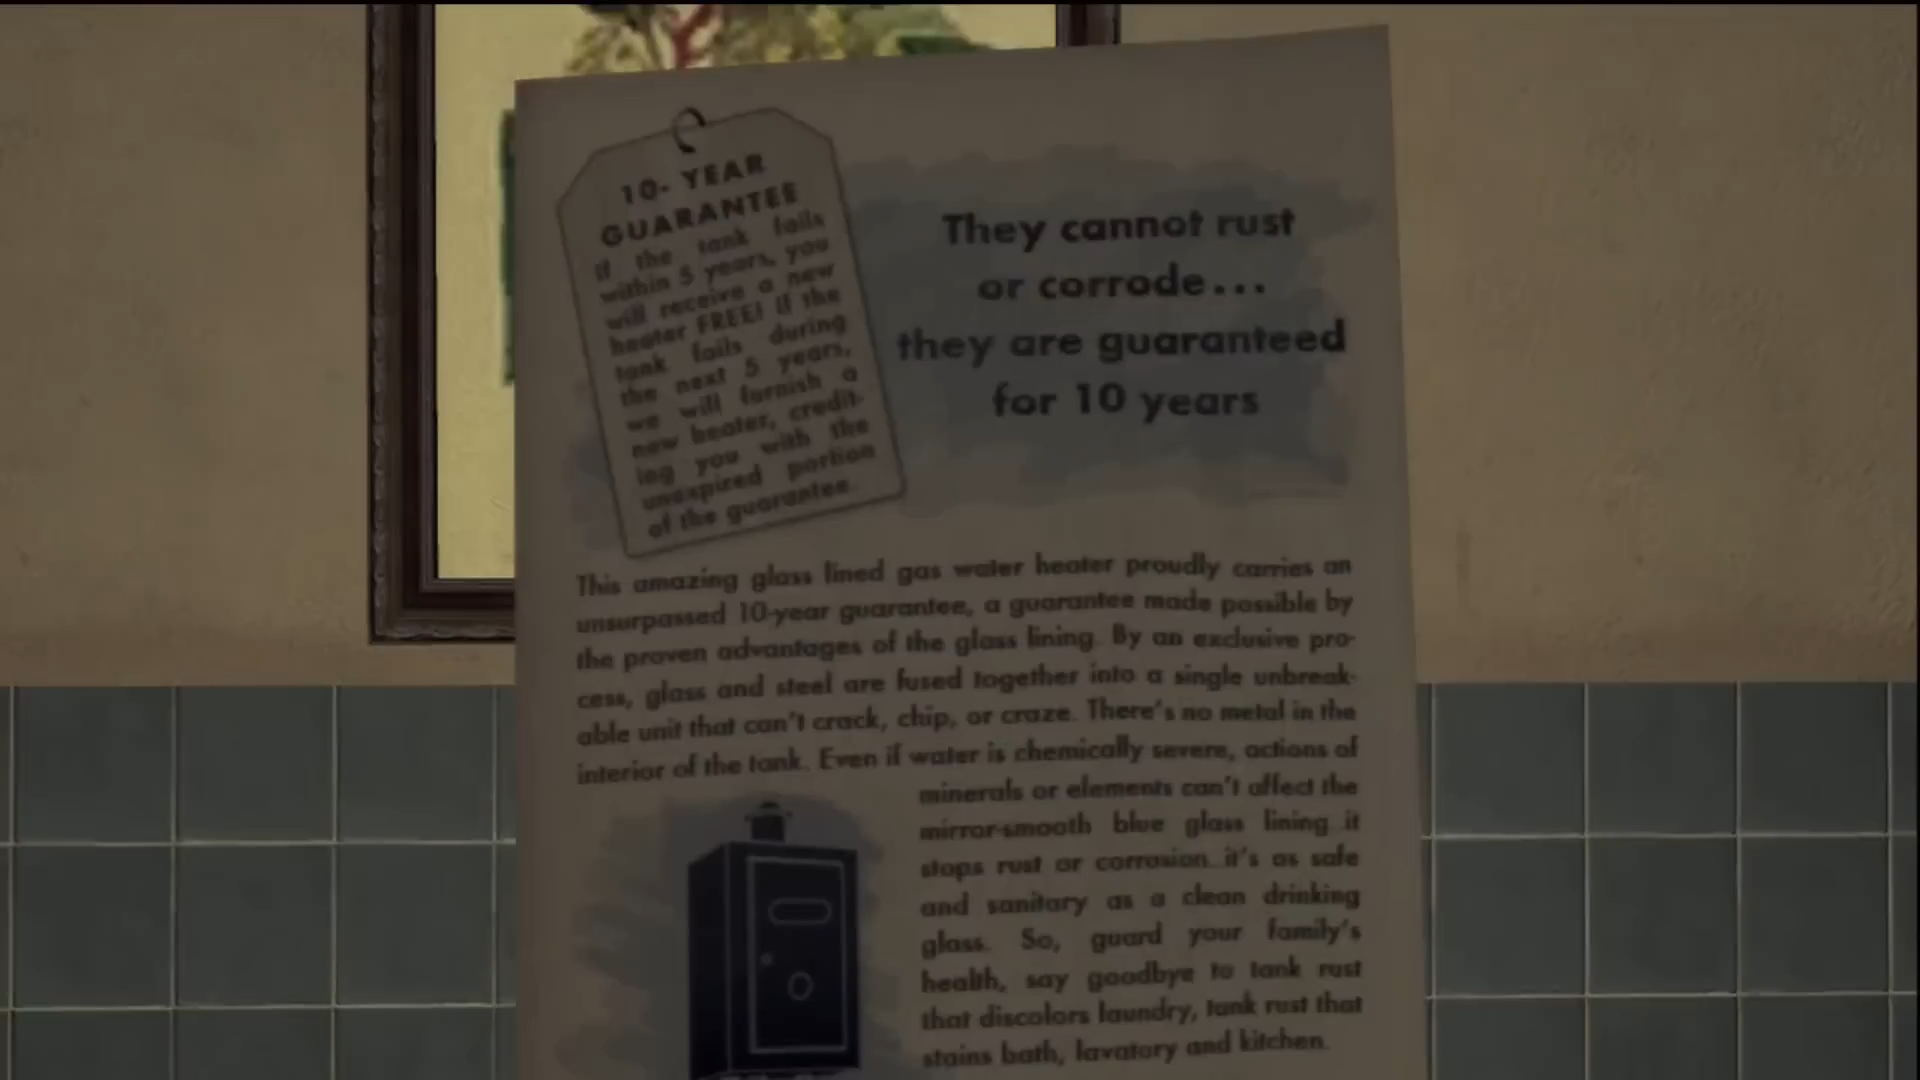 10- YEAR
GUARANTEE
If the tank fails
within 5 years, you
will receive a new
heater FREE! If the
tank fails during
the next 5 years,
we will furnish a
new heater, credit-
ing you with the
unexpired portion
of the guarantee.
They cannot rust
or corrode...
they are guaranteed
for 10 years
This amazing glass lined gas water heater proudly carries an
unsurpassed 10-year guarantee, a guarantee made possible by
the proven advantages of the glass lining. By an exclusive pro-
cess, glass and steel are fused together into a single unbreak-
able unit that can't crack, chip, or craze. There's no metal in the
interior of the tank. Even if water is chemically severe, actions of
minerals or elements can't affect the
mirror-smooth blue glass lining..it
stops rust or corrosion..it's as safe
and sanitary as a clean drinking
glass. So, guard your family's
health, say goodbye to tank rust
that discolors laundry, tank rust that
stains bath, lavatory and kitchen.